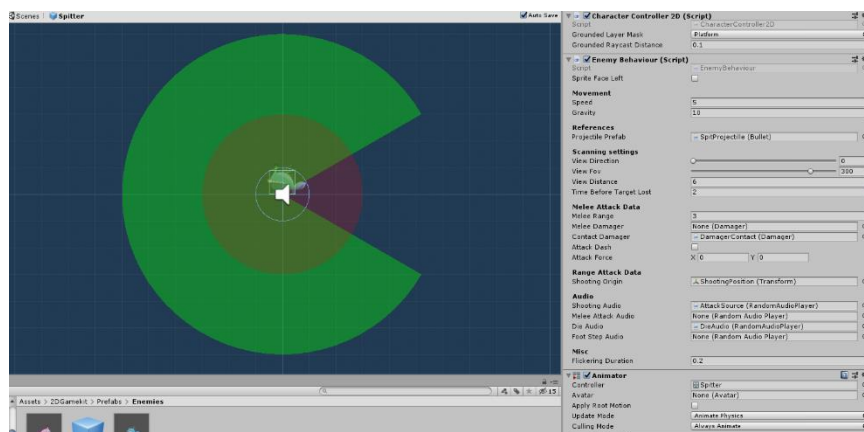 Scenes Spitter
Auto Save
15
Assets > 2DGamekit > Prefabs > Enemies
Character Controller 2D (Script)
Script CharacterController2D
Grounded Layer Mask Platform
Grounded Raycast Distance 0.1
Enemy Behaviour (Script)
Script EnemyBehaviour
Sprite Face Left
Movement
Speed 5
Gravity 10
References
Projectile Prefab SpitProjectile (Bullet)
Scanning settings
View Direction 0
View Fov 300
View Distance 6
Time Before Target Lost 2
Melee Attack Data
Melee Range 3
Melee Damager None (Damager)
Contact Damager DamagerContact (Damager)
Attack Dash
Attack Force X 0 Y 0
Range Attack Data
Shooting Origin ShootingPosition (Transform)
Audio
Shooting Audio AttackSource (RandomAudioPlayer)
Melee Attack Audio None (Random Audio Player)
Die Audio DieAudio (RandomAudioPlayer)
Foot Step Audio None (Random Audio Player)
Misc
Flickering Duration 0.2
Animator
Controller Spitter
Avatar None (Avatar)
Apply Root Motion
Update Mode Animate Physics
Culling Mode Always Animate